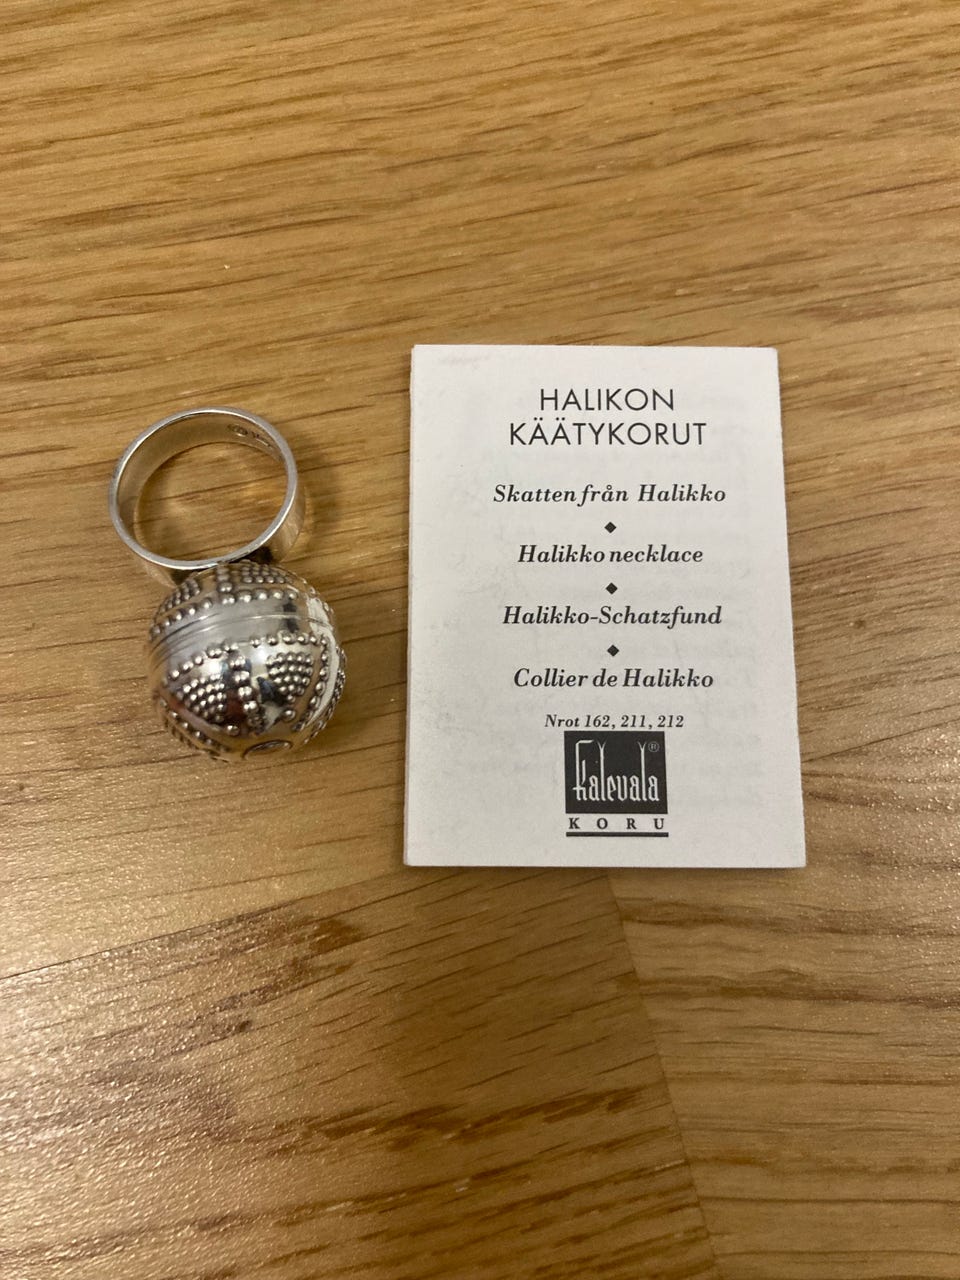 HALIKON
KÄÄTYKORUT
Skatten från Halikko
Halikko necklace
Halikko-Schatzfund
Collier de Halikko
Nrot 162, 211, 212
Kalevala ®
KORU